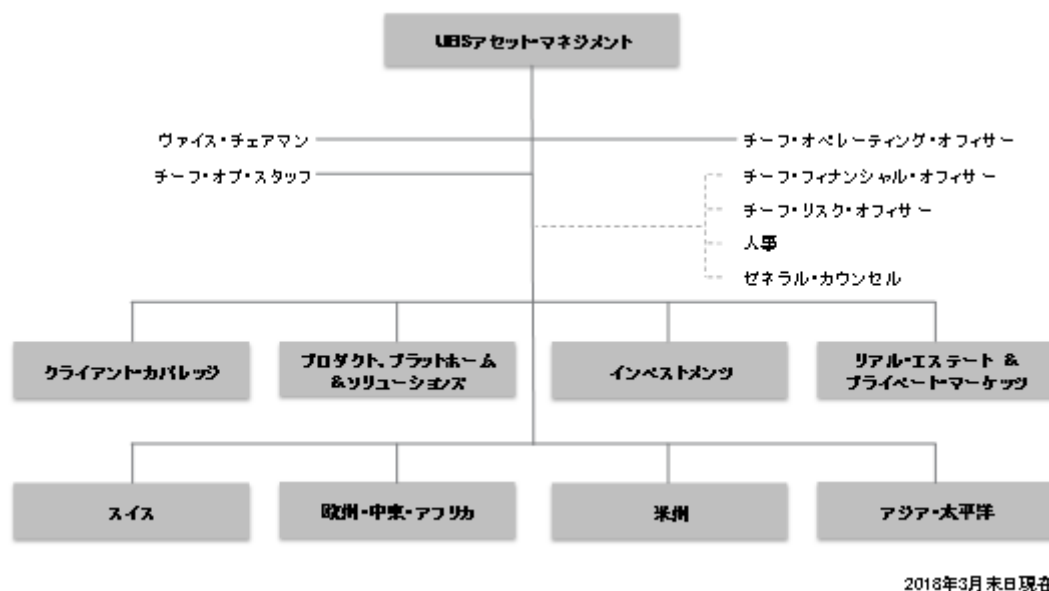 UBSアセット・マネジメント
ヴァイス・チェアマン
チーフ・オペレーティング・オフィサー
チーフ・オブ・スタッフ
チーフ・フィナンシャル・オフィサー
チーフ・リスク・オフィサー
人事
ゼネラル・カウンセル
クライアント・カバレッジ
プロダクト、プラットホーム
&ソリューションズ
インベストメンツ
リアル・エステート &
プライベート・マーケッツ
スイス
欧州・中東・アフリカ
米州
アジア・太平洋
2018年3月末日現在